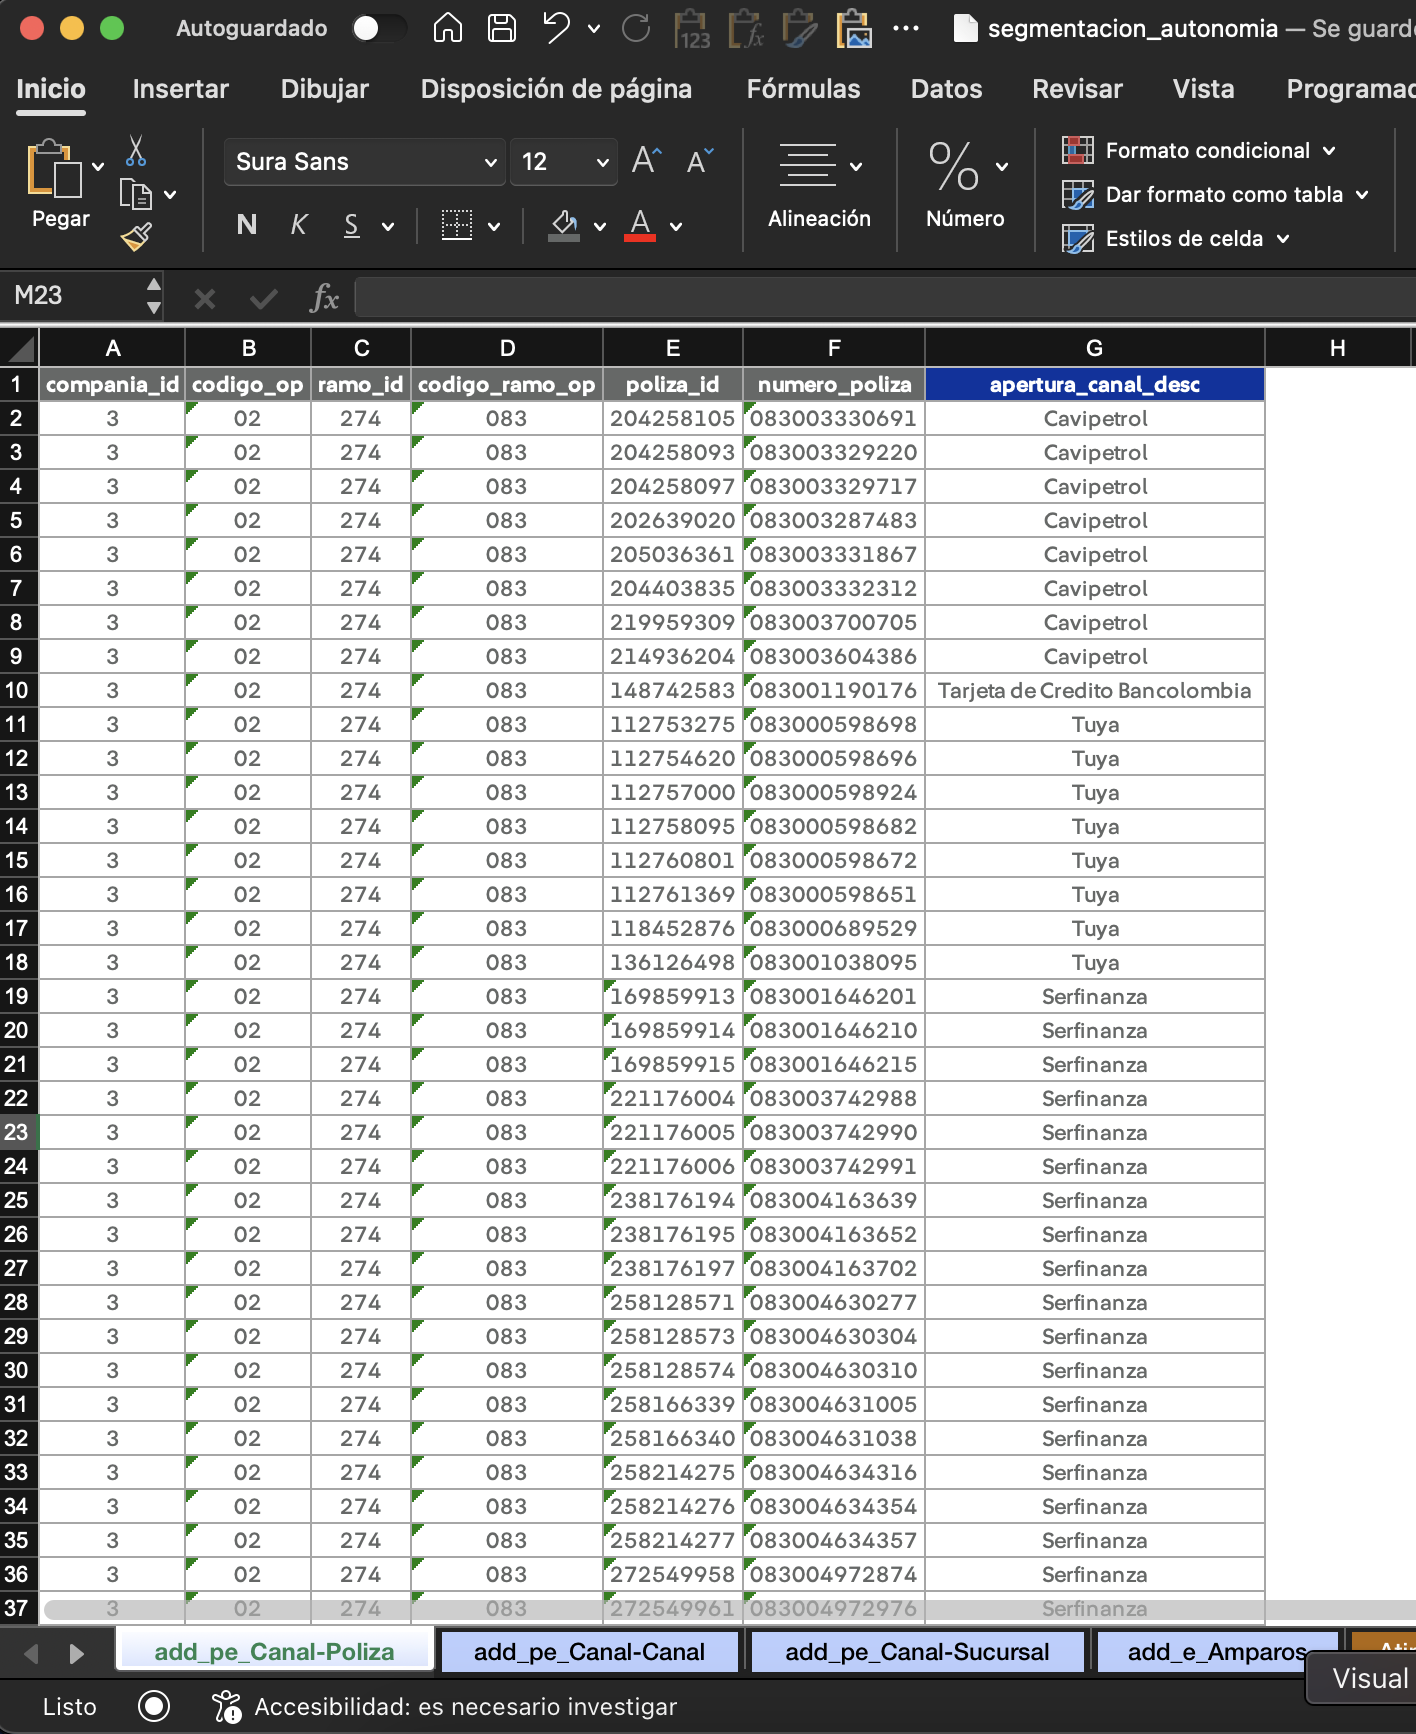 Autoguardado segmentacion_autonomia — Se guard
Inicio Insertar Dibujar Disposición de página Fórmulas Datos Revisar Vista Programac
Pegar
Sura Sans 12
N K S
Alineación
Número
Formato condicional
Dar formato como tabla
Estilos de celda
M23 fx
A B C D E F G H
1 compania_id codigo_op ramo_id codigo_ramo_op poliza_id numero_poliza apertura_canal_desc
2 3 02 274 083 204258105 083003330691 Cavipetrol
3 3 02 274 083 204258093 083003329220 Cavipetrol
4 3 02 274 083 204258097 083003329717 Cavipetrol
5 3 02 274 083 202639020 083003287483 Cavipetrol
6 3 02 274 083 205036361 083003331867 Cavipetrol
7 3 02 274 083 204403835 083003332312 Cavipetrol
8 3 02 274 083 219959309 083003700705 Cavipetrol
9 3 02 274 083 214936204 083003604386 Cavipetrol
10 3 02 274 083 148742583 083001190176 Tarjeta de Credito Bancolombia
11 3 02 274 083 112753275 083000598698 Tuya
12 3 02 274 083 112754620 083000598696 Tuya
13 3 02 274 083 112757000 083000598924 Tuya
14 3 02 274 083 112758095 083000598682 Tuya
15 3 02 274 083 112760801 083000598672 Tuya
16 3 02 274 083 112761369 083000598651 Tuya
17 3 02 274 083 118452876 083000689529 Tuya
18 3 02 274 083 136126498 083001038095 Tuya
19 3 02 274 083 169859913 083001646201 Serfinanza
20 3 02 274 083 169859914 083001646210 Serfinanza
21 3 02 274 083 169859915 083001646215 Serfinanza
22 3 02 274 083 221176004 083003742988 Serfinanza
23 3 02 274 083 221176005 083003742990 Serfinanza
24 3 02 274 083 221176006 083003742991 Serfinanza
25 3 02 274 083 238176194 083004163639 Serfinanza
26 3 02 274 083 238176195 083004163652 Serfinanza
27 3 02 274 083 238176197 083004163702 Serfinanza
28 3 02 274 083 258128571 083004630277 Serfinanza
29 3 02 274 083 258128573 083004630304 Serfinanza
30 3 02 274 083 258128574 083004630310 Serfinanza
31 3 02 274 083 258166339 083004631005 Serfinanza
32 3 02 274 083 258166340 083004631038 Serfinanza
33 3 02 274 083 258214275 083004634316 Serfinanza
34 3 02 274 083 258214276 083004634354 Serfinanza
35 3 02 274 083 258214277 083004634357 Serfinanza
36 3 02 274 083 272549958 083004972874 Serfinanza
37 3 02 274 083 272549961 083004972976 Serfinanza
add_pe_Canal-Poliza add_pe_Canal-Canal add_pe_Canal-Sucursal add_e_Amparos
Visual
Listo Accesibilidad: es necesario investigar